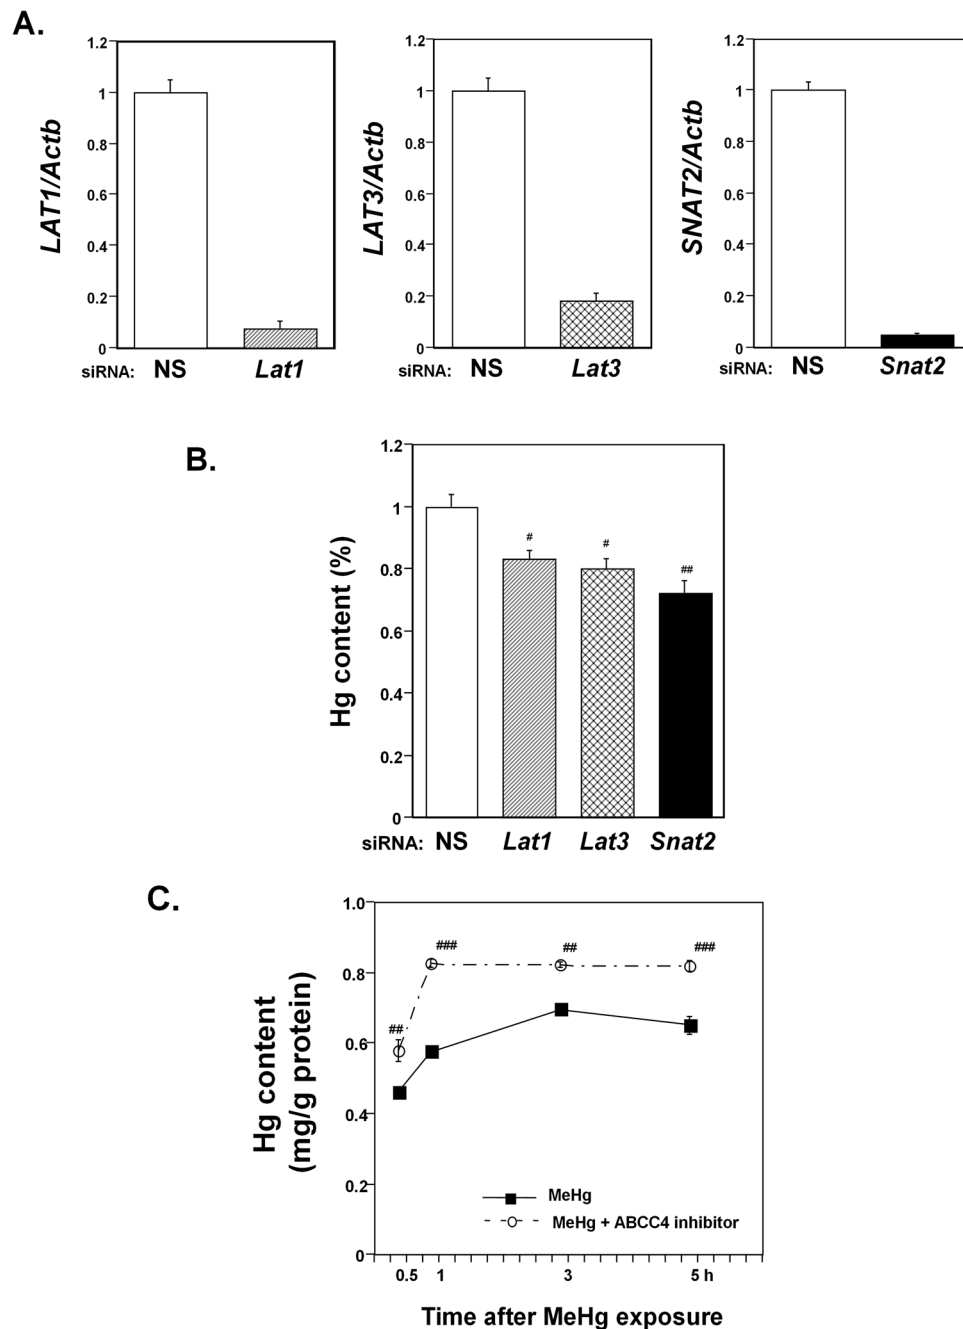 A.
1.2
1
0.8
0.6
0.4
0.2
0
LAT1/Actb
siRNA: NS Lat1
1.2
1
0.8
0.6
0.4
0.2
0
LAT3/Actb
siRNA: NS Lat3
1.2
1
0.8
0.6
0.4
0.2
0
SNAT2/Actb
siRNA: NS Snat2
B.
1.2
1
0.8
0.6
0.4
0.2
0
Hg content (%)
#
#
##
siRNA: NS Lat1 Lat3 Snat2
C.
1.0
0.8
0.6
0.4
0.2
0
Hg content
(mg/g protein)
##
###
##
###
MeHg
MeHg + ABCC4 inhibitor
0.5 1 3 5 h
Time after MeHg exposure